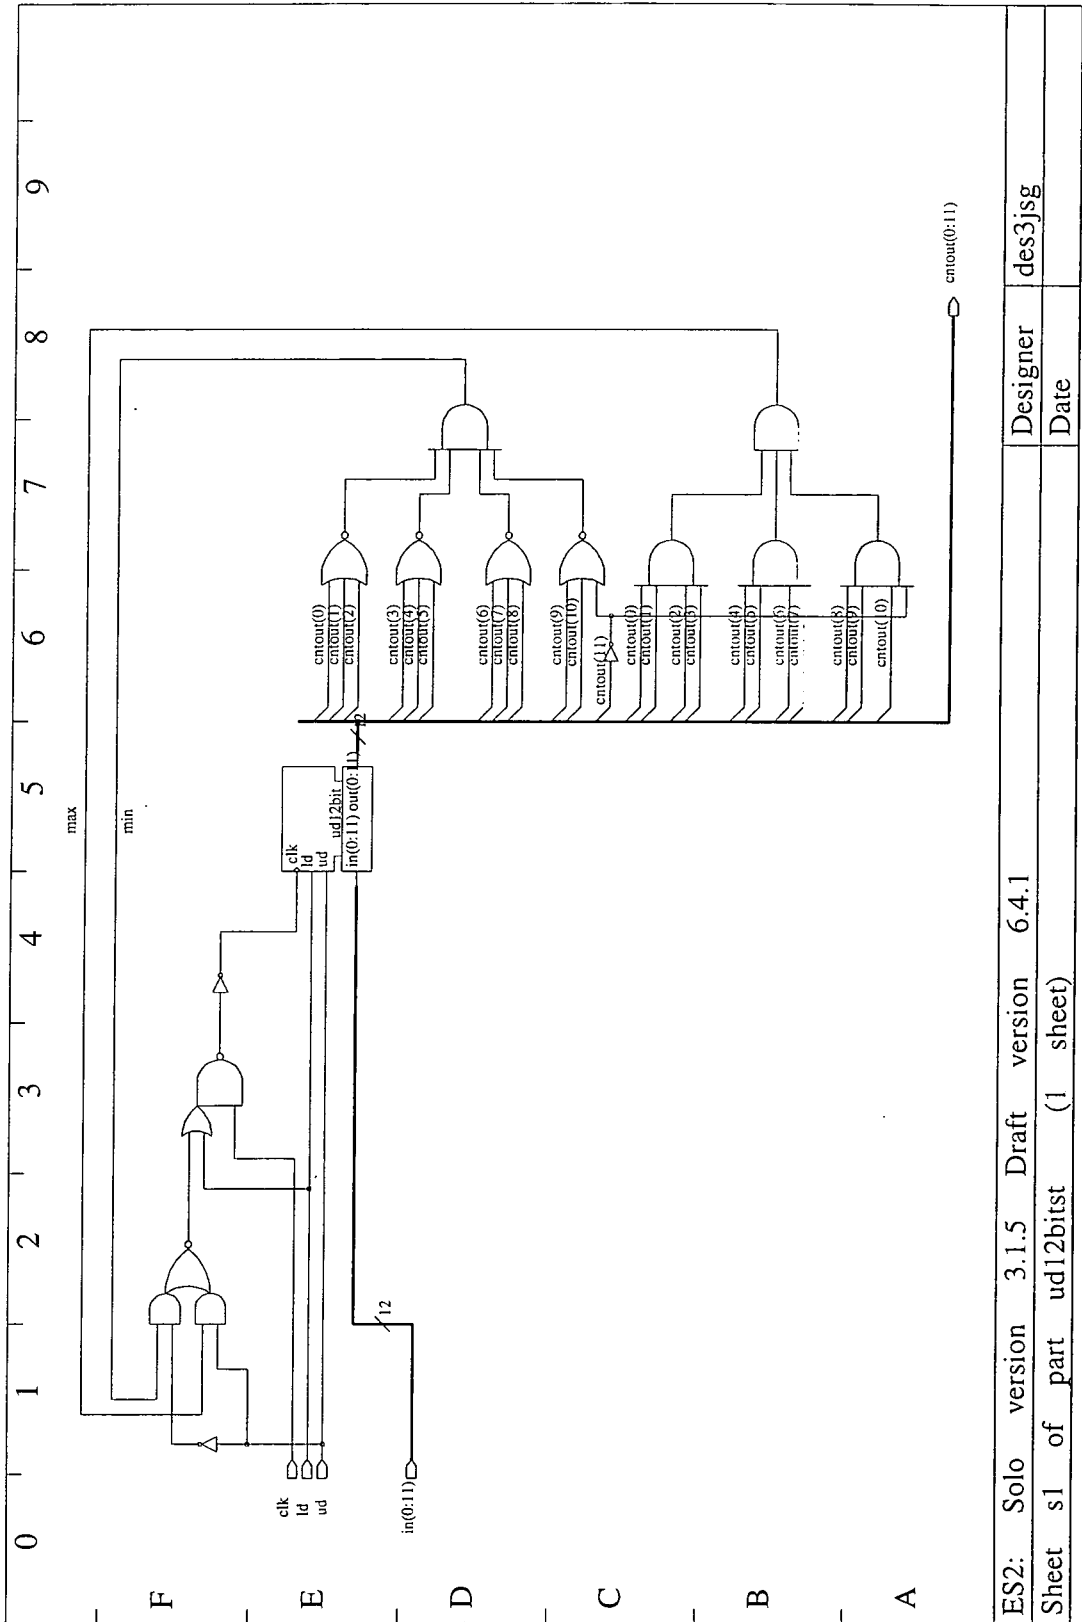 0 1 2 3 4 5 6 7 8 9
F
E
D
C
B
A
max
min
clk
ld
ud
in(0:11)
12
clk
ld
ud
ud12bit
in(0:11) out(0:11)
12
cntout(0)
cntout(1)
cntout(2)
cntout(3)
cntout(4)
cntout(5)
cntout(6)
cntout(7)
cntout(8)
cntout(9)
cntout(10)
cntout(11)
cntout(0)
cntout(1)
cntout(2)
cntout(3)
cntout(4)
cntout(5)
cntout(6)
cntout(7)
cntout(8)
cntout(9)
cntout(10)
cntout(0:11)
ES2: Solo version 3.1.5 Draft version 6.4.1
Designer des3jsg
Sheet s1 of part ud12bitst (1 sheet)
Date